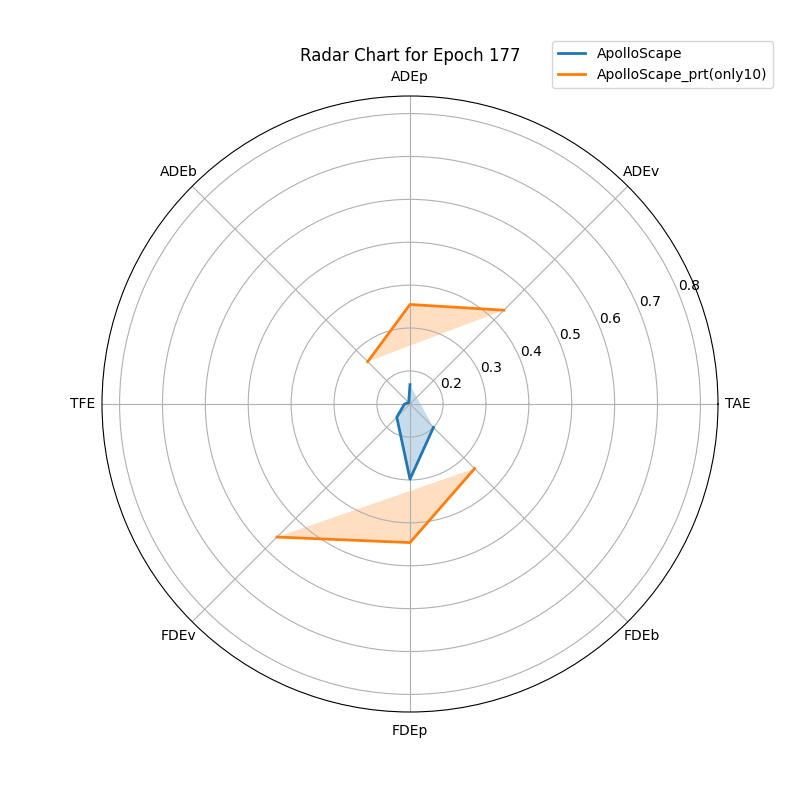 Radar Chart for Epoch 177
ApolloScape
ApolloScape_prt(only10)
ADEp
ADEb
ADEv
0.8
0.7
0.6
0.5
0.4
0.3
0.2
TFE
TAE
FDEv
FDEb
FDEp